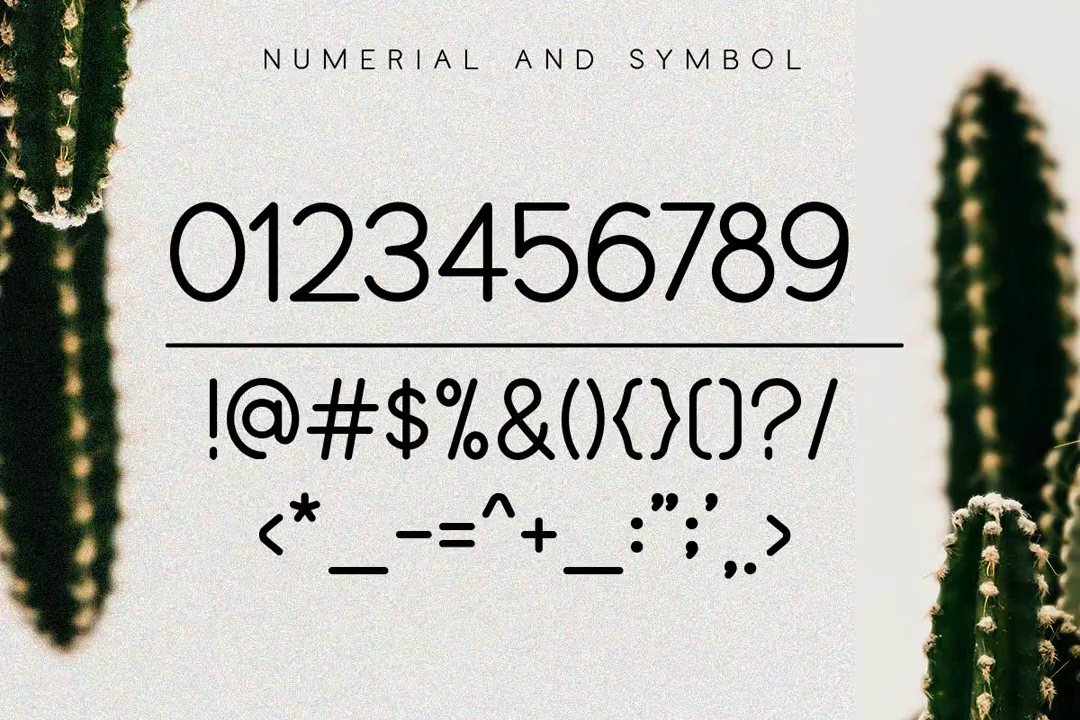 NUMERIAL AND SYMBOL
0123456789
!@#$%&(){}[]?/
<*_-=^+_:”;’,.>